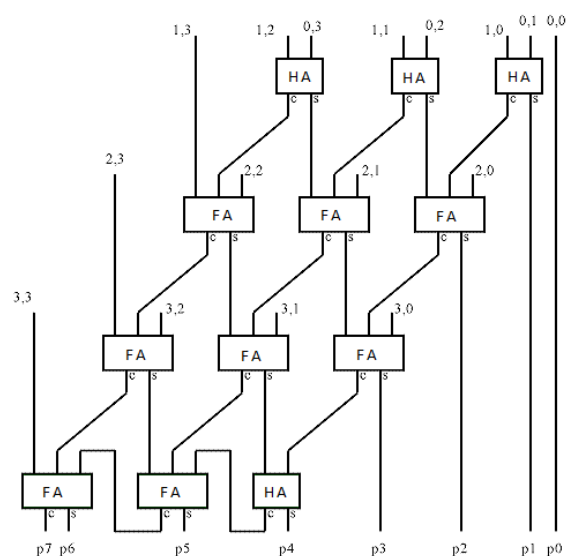 1,3 1,2 0,3 1,1 0,2 1,0 0,1 0,0
HA HA HA
c s c s c s
2,3 2,2 2,1 2,0
FA FA FA
c s c s c s
3,3 3,2 3,1 3,0
FA FA FA
c s c s c s
FA FA HA
c s c s c s
p7 p6 p5 p4 p3 p2 p1 p0